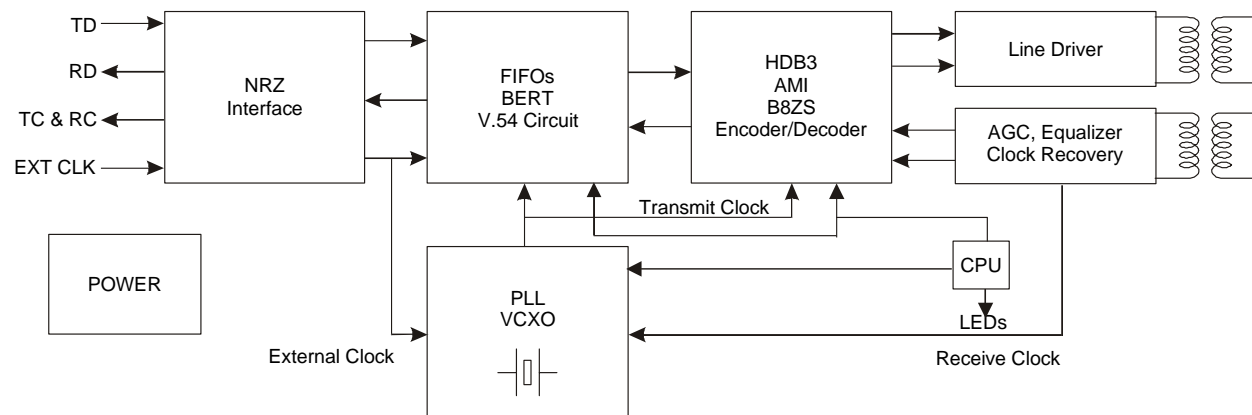 TD
RD
TC & RC
EXT CLK
NRZ
Interface
FIFOs
BERT
V.54 Circuit
HDB3
AMI
B8ZS
Encoder/Decoder
Line Driver
AGC, Equalizer
Clock Recovery
Transmit Clock
POWER
PLL
VCXO
CPU
LEDs
External Clock
Receive Clock